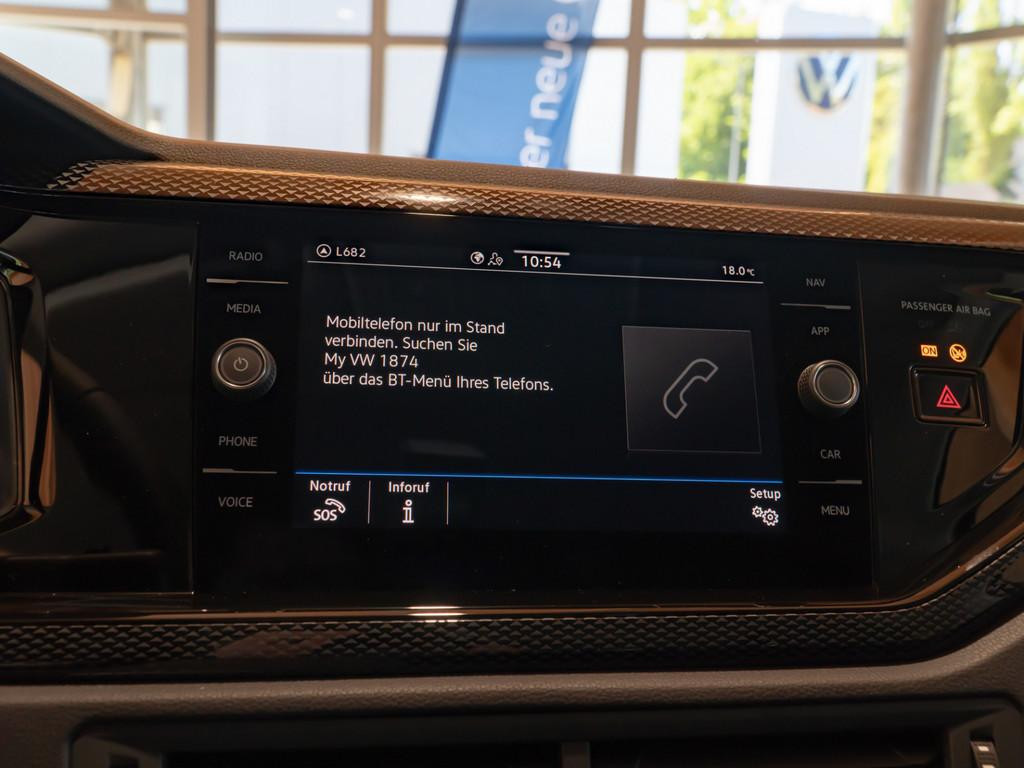 er neue
RADIO
MEDIA
PHONE
VOICE
L682
10:54
18.0°C
Mobiltelefon nur im Stand
verbinden. Suchen Sie
My VW 1874
über das BT-Menü Ihres Telefons.
Notruf
SOS
Inforuf
Setup
NAV
APP
CAR
MENU
PASSENGER AIR BAG
ON